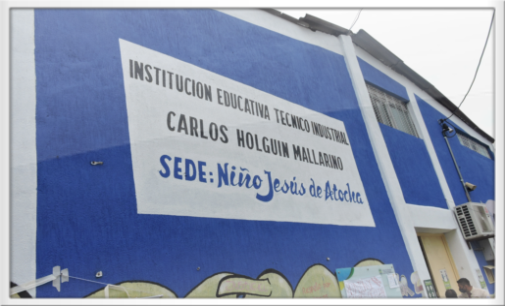 INSTITUCION EDUCATIVA TECNICO INDUSTRIAL
CARLOS HOLGUIN MALLARINO
SEDE: Niño Jesús de Atocha